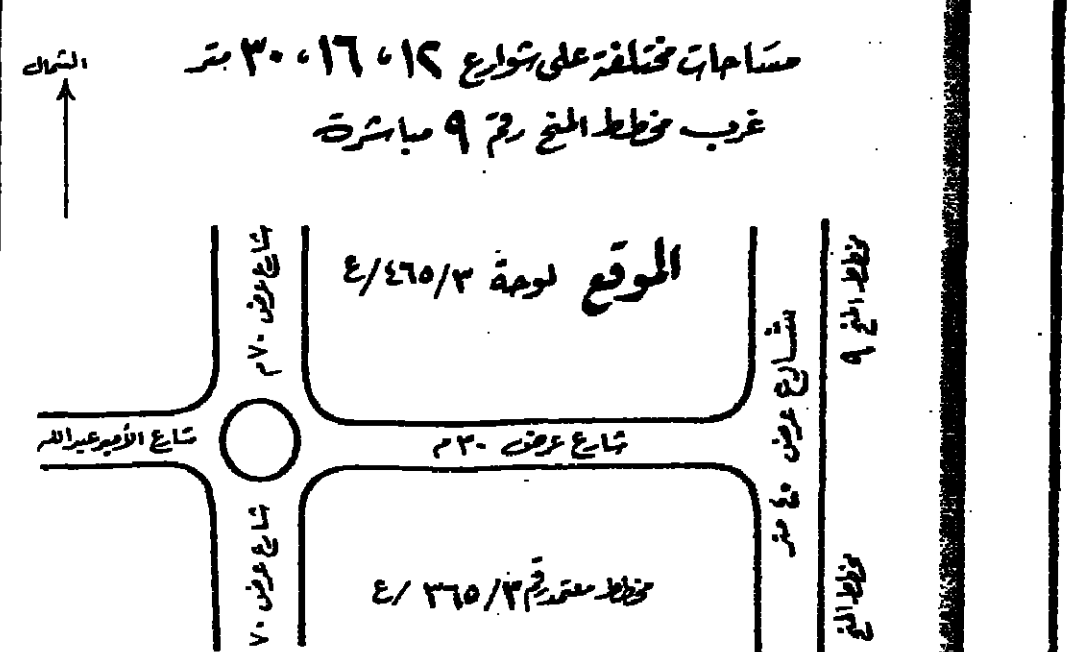 مساحات مختلفة على شوارع ١٢ ، ١٦ ، ٣٠ متر
غرب مخطط المنح رقم ٩ مباشرة
الشمال
الموقع لوحة ٤٦٥/٣/ع
شارع عرض ٧٠م
مخطط المنح ٩
شارع عرض ٤٠ متر
شارع عرض ٣٠ م
شارع الأمير عبدالله
شارع عرض ٧٠
مخطط معتمد رقم ٣٦٥/٣ /ع
مخطط المنح